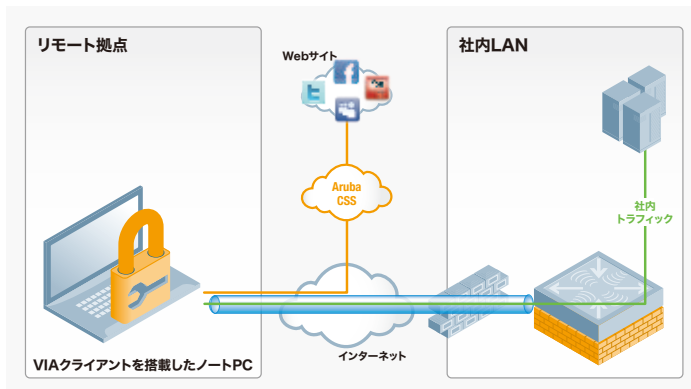 リモート拠点
Webサイト
社内LAN
Aruba
CSS
社内
トラフィック
インターネット
VIAクライアントを搭載したノートPC